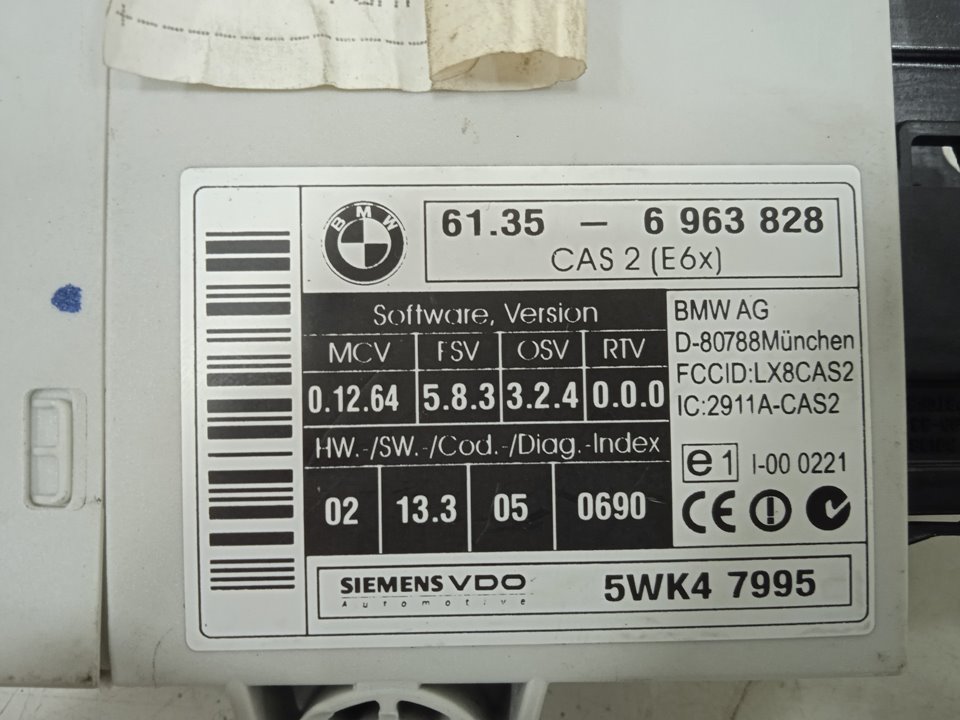 BMW
61.35 – 6 963 828
CAS 2 (E6x)
Software, Version
MCV FSV OSV RTV
0.12.64 5.8.3 3.2.4 0.0.0
HW.-/SW.-/Cod.-/Diag.-Index
02 13.3 05 0690
BMW AG
D-80788München
FCCID:LX8CAS2
IC:2911A-CAS2
e1 I-00 0221
CE
SIEMENS VDO
Automotive
5WK4 7995